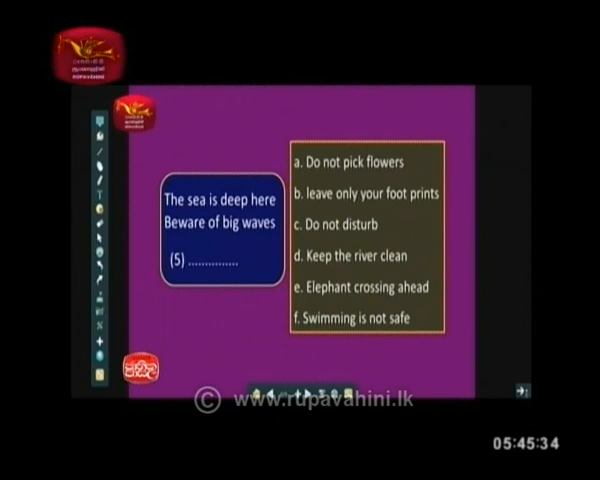 RUPAVAHINI
The sea is deep here
Beware of big waves
(5) ...............
a. Do not pick flowers
b. leave only your foot prints
c. Do not disturb
d. Keep the river clean
e. Elephant crossing ahead
f. Swimming is not safe
© www.rupavahini.lk
05:45:34